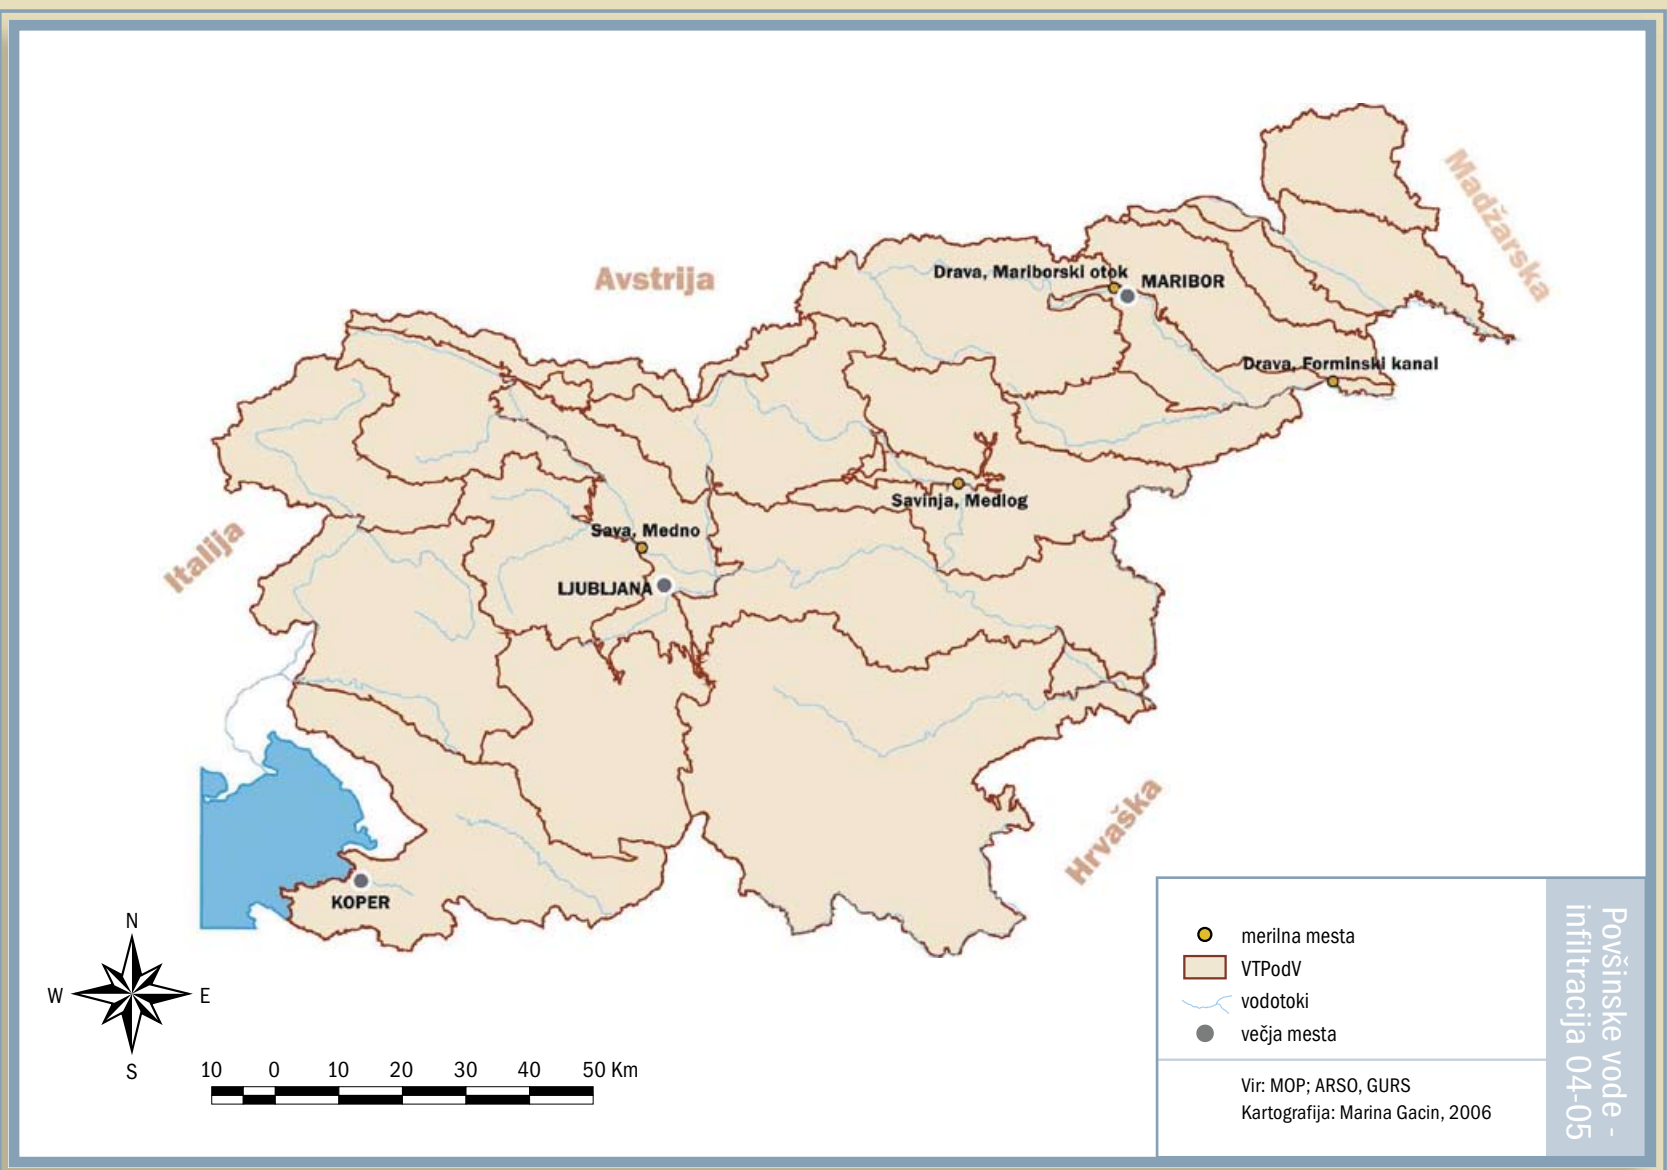 Madžarska
Avstrija
Drava, Mariborski otok
MARIBOR
Drava, Forminski kanal
Savinja, Medlog
Italija
Sava, Medno
LJUBLJANA
Hrvaška
KOPER
N
W
E
S
10 0 10 20 30 40 50 Km
merilna mesta
VTPodV
vodotoki
večja mesta
Vir: MOP; ARSO, GURS
Kartografija: Marina Gacin, 2006
Površinske vode -
infiltracija 04-05